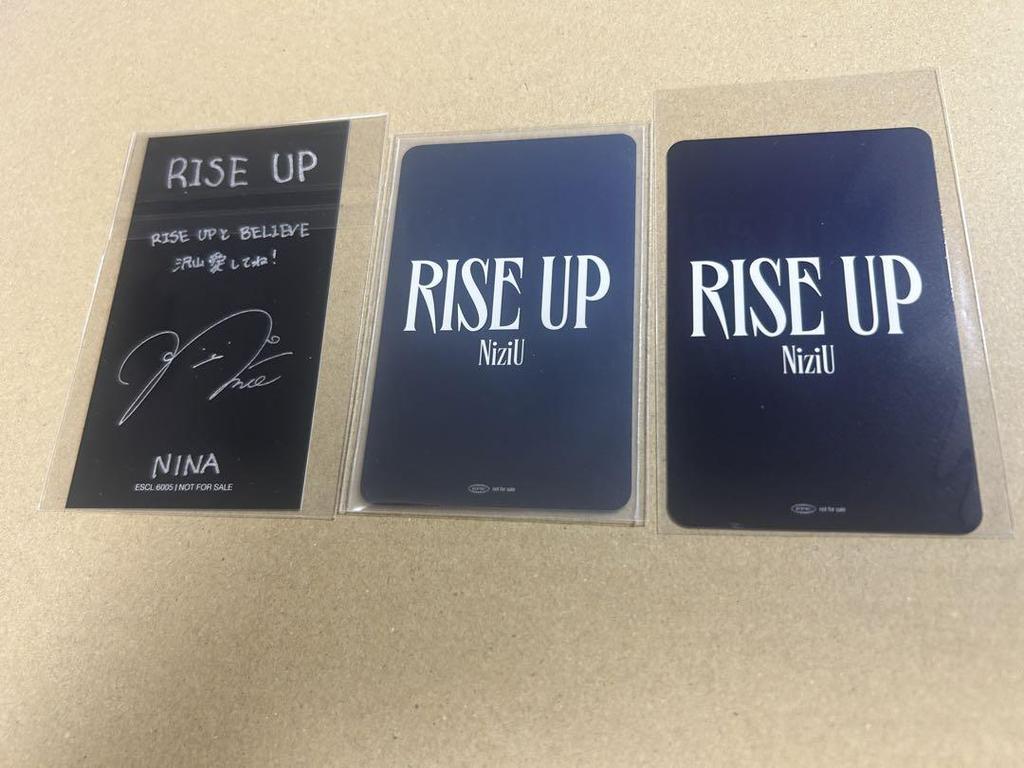 RISE UP
RISE UPと BELIEVE
沢山愛してね!
NINA
ESCL 6005 | NOT FOR SALE
RISE UP
NiziU
not for sale
RISE UP
NiziU
not for sale